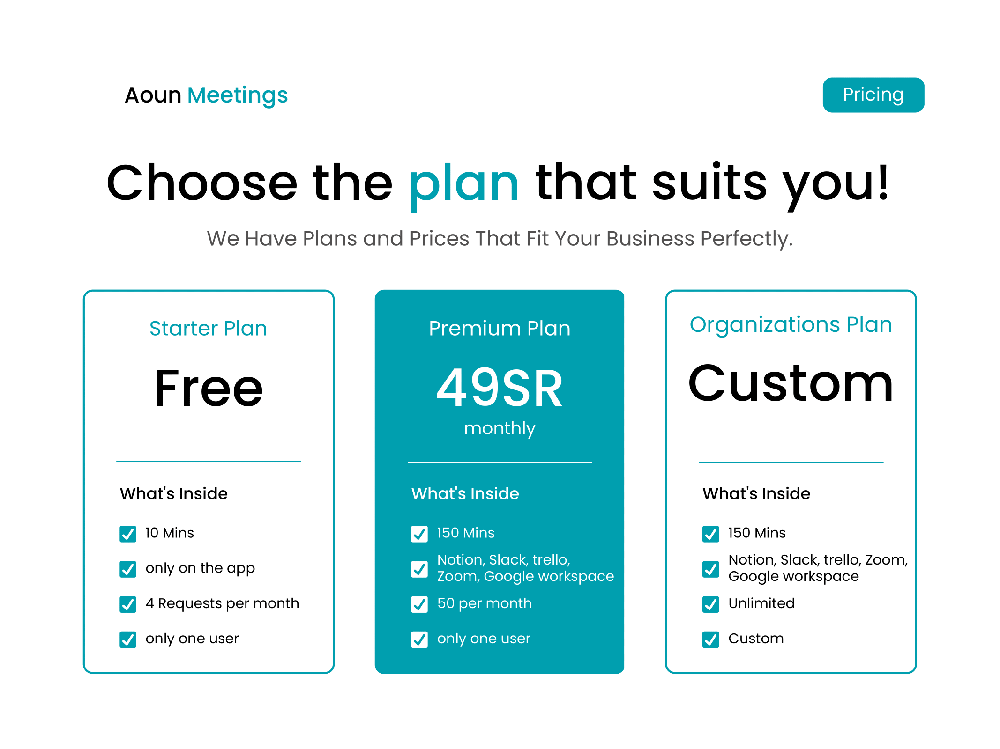 Aoun Meetings
Pricing
Choose the plan that suits you!
We Have Plans and Prices That Fit Your Business Perfectly.
Starter Plan
Free
What's Inside
10 Mins
only on the app
4 Requests per month
only one user
Premium Plan
49SR
monthly
What's Inside
150 Mins
Notion, Slack, trello,
Zoom, Google workspace
50 per month
only one user
Organizations Plan
Custom
What's Inside
150 Mins
Notion, Slack, trello, Zoom,
Google workspace
Unlimited
Custom